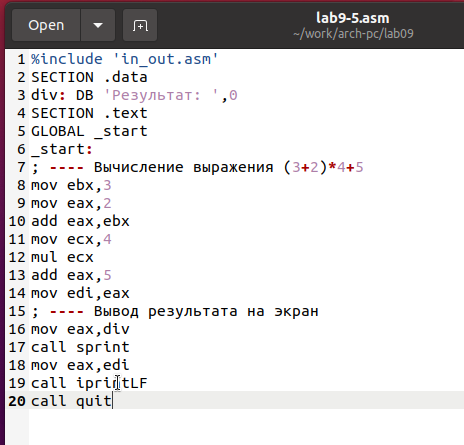 Open
lab9-5.asm
~/work/arch-pc/lab09
1 %include 'in_out.asm'
2 SECTION .data
3 div: DB 'Результат: ',0
4 SECTION .text
5 GLOBAL _start
6 _start:
7 ; ---- Вычисление выражения (3+2)*4+5
8 mov ebx,3
9 mov eax,2
10 add eax,ebx
11 mov ecx,4
12 mul ecx
13 add eax,5
14 mov edi,eax
15 ; ---- Вывод результата на экран
16 mov eax,div
17 call sprint
18 mov eax,edi
19 call iprintLF
20 call quit